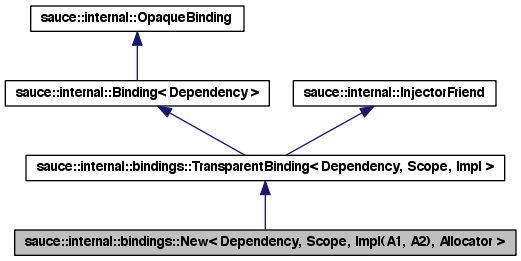 sauce::internal::OpaqueBinding
sauce::internal::Binding< Dependency >
sauce::internal::InjectorFriend
sauce::internal::bindings::TransparentBinding< Dependency, Scope, Impl >
sauce::internal::bindings::New< Dependency, Scope, Impl(A1, A2), Allocator >